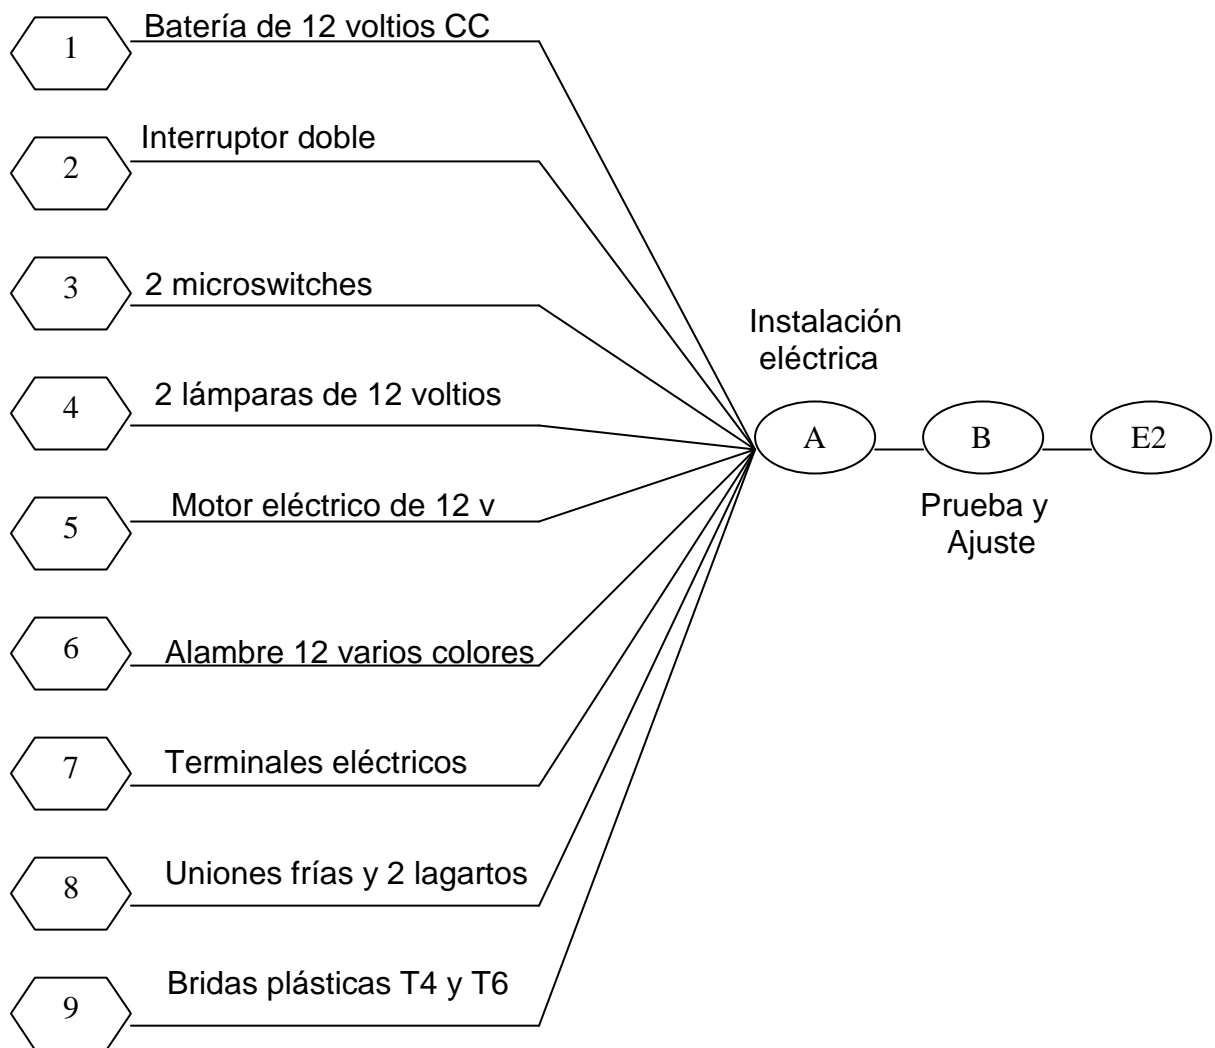 1
Batería de 12 voltios CC
2
Interruptor doble
3
2 microswitches
4
2 lámparas de 12 voltios
5
Motor eléctrico de 12 v
6
Alambre 12 varios colores
7
Terminales eléctricos
8
Uniones frías y 2 lagartos
9
Bridas plásticas T4 y T6
Instalación
eléctrica
A
B
E2
Prueba y
Ajuste